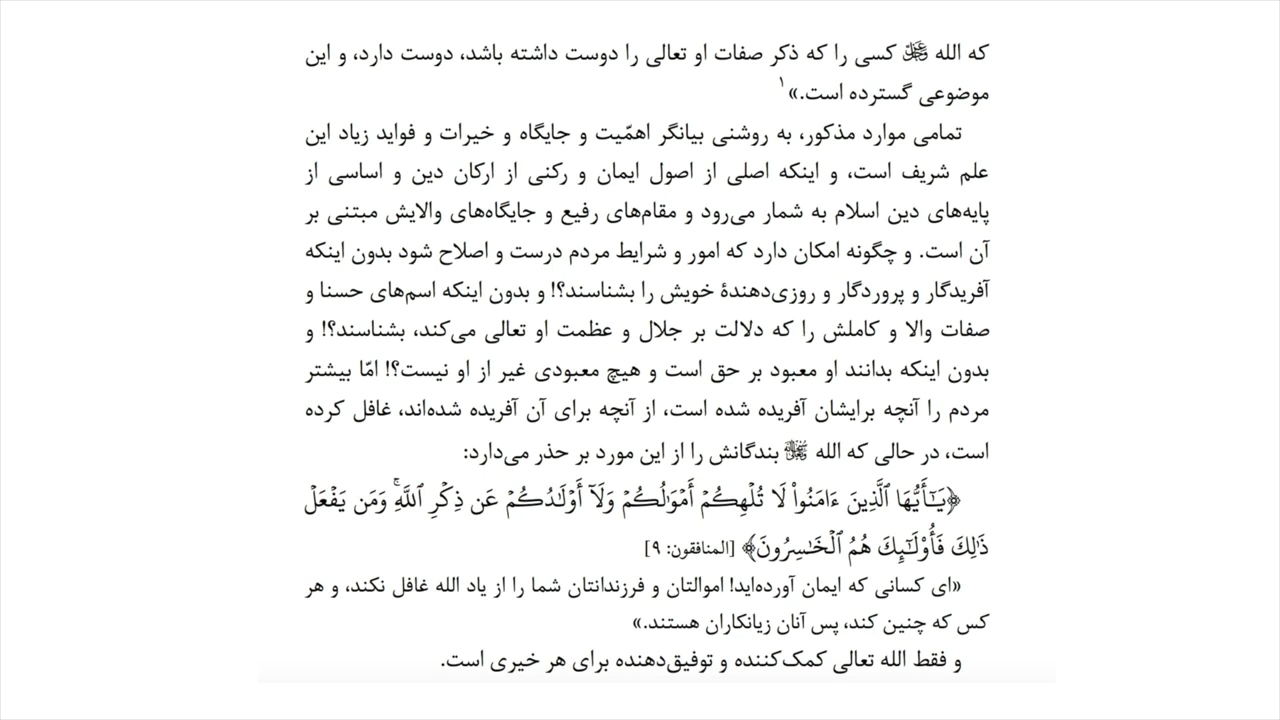 که الله ﷻ کسی را که ذکر صفات او تعالی را دوست داشته باشد، دوست دارد، و این
موضوعی گسترده است.»۱
تمامی موارد مذکور، به روشنی بیانگر اهمّیت و جایگاه و خیرات و فواید زیاد این
علم شریف است، و اینکه اصلی از اصول ایمان و رکنی از ارکان دین و اساسی از
پایه‌های دین اسلام به شمار می‌رود و مقام‌های رفیع و جایگاه‌های والایش مبتنی بر
آن است. و چگونه امکان دارد که امور و شرایط مردم درست و اصلاح شود بدون اینکه
آفریدگار و پروردگار و روزی‌دهندۀ خویش را بشناسند؟! و بدون اینکه اسم‌های حسنا و
صفات والا و کاملش را که دلالت بر جلال و عظمت او تعالی می‌کند، بشناسند؟! و
بدون اینکه بدانند او معبود بر حق است و هیچ معبودی غیر از او نیست؟! امّا بیشتر
مردم را آنچه برایشان آفریده شده است، از آنچه برای آن آفریده شده‌اند، غافل کرده
است، در حالی که الله سبحانه وتعالى بندگانش را از این مورد بر حذر می‌دارد:
﴿يَـٰٓأَيُّهَا ٱلَّذِينَ ءَامَنُواْ لَا تُلۡهِكُمۡ أَمۡوَٰلُكُمۡ وَلَآ أَوۡلَـٰدُكُمۡ عَن ذِكۡرِ ٱللَّهِۚ وَمَن يَفۡعَلۡ
ذَٰلِكَ فَأُوْلَـٰٓئِكَ هُمُ ٱلۡخَـٰسِرُونَ﴾ [المنافقون: ۹]
«ای کسانی که ایمان آورده‌اید! اموالتان و فرزندانتان شما را از یاد الله غافل نکند، و هر
کس که چنین کند، پس آنان زیانکاران هستند.»
و فقط الله تعالی کمک‌کننده و توفیق‌دهنده برای هر خیری است.